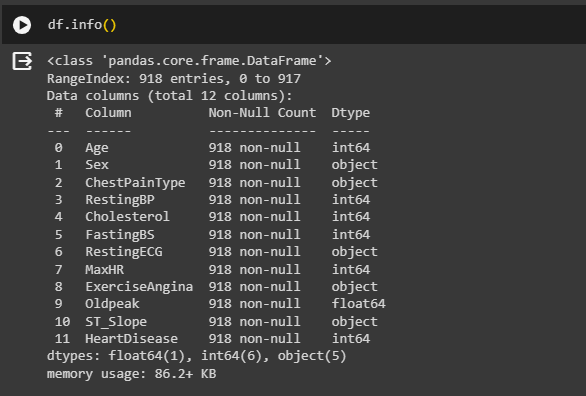 df.info()
<class 'pandas.core.frame.DataFrame'>
RangeIndex: 918 entries, 0 to 917
Data columns (total 12 columns):
 #   Column          Non-Null Count  Dtype
---  ------          --------------  -----
 0   Age             918 non-null    int64
 1   Sex             918 non-null    object
 2   ChestPainType   918 non-null    object
 3   RestingBP       918 non-null    int64
 4   Cholesterol     918 non-null    int64
 5   FastingBS       918 non-null    int64
 6   RestingECG      918 non-null    object
 7   MaxHR           918 non-null    int64
 8   ExerciseAngina  918 non-null    object
 9   Oldpeak         918 non-null    float64
 10  ST_Slope        918 non-null    object
 11  HeartDisease    918 non-null    int64
dtypes: float64(1), int64(6), object(5)
memory usage: 86.2+ KB